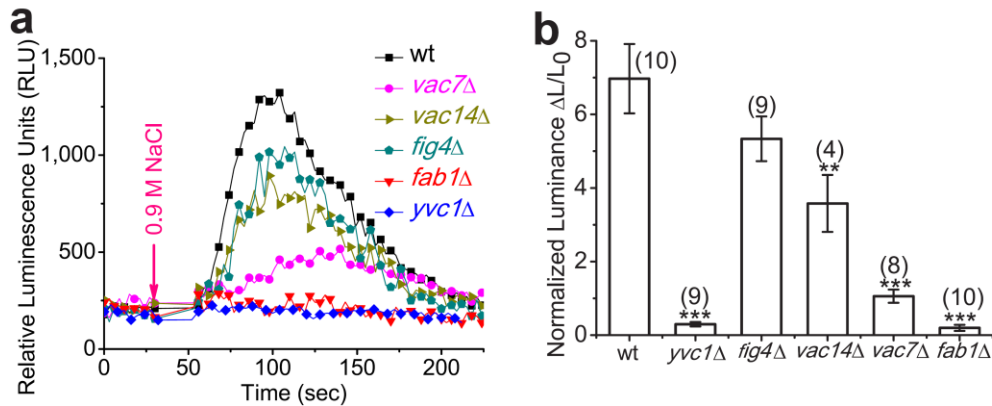 a
Relative Luminescence Units (RLU)
1,500
1,000
500
0
0.9 M NaCl
wt
vac7Δ
vac14Δ
fig4Δ
fab1Δ
yvc1Δ
0 50 100 150 200
Time (sec)
b
Normalized Luminance ΔL/L0
8
6
4
2
0
(10)
(9)
***
(9)
(4)
**
(8)
***
(10)
***
wt yvc1Δ fig4Δ vac14Δ vac7Δ fab1Δ